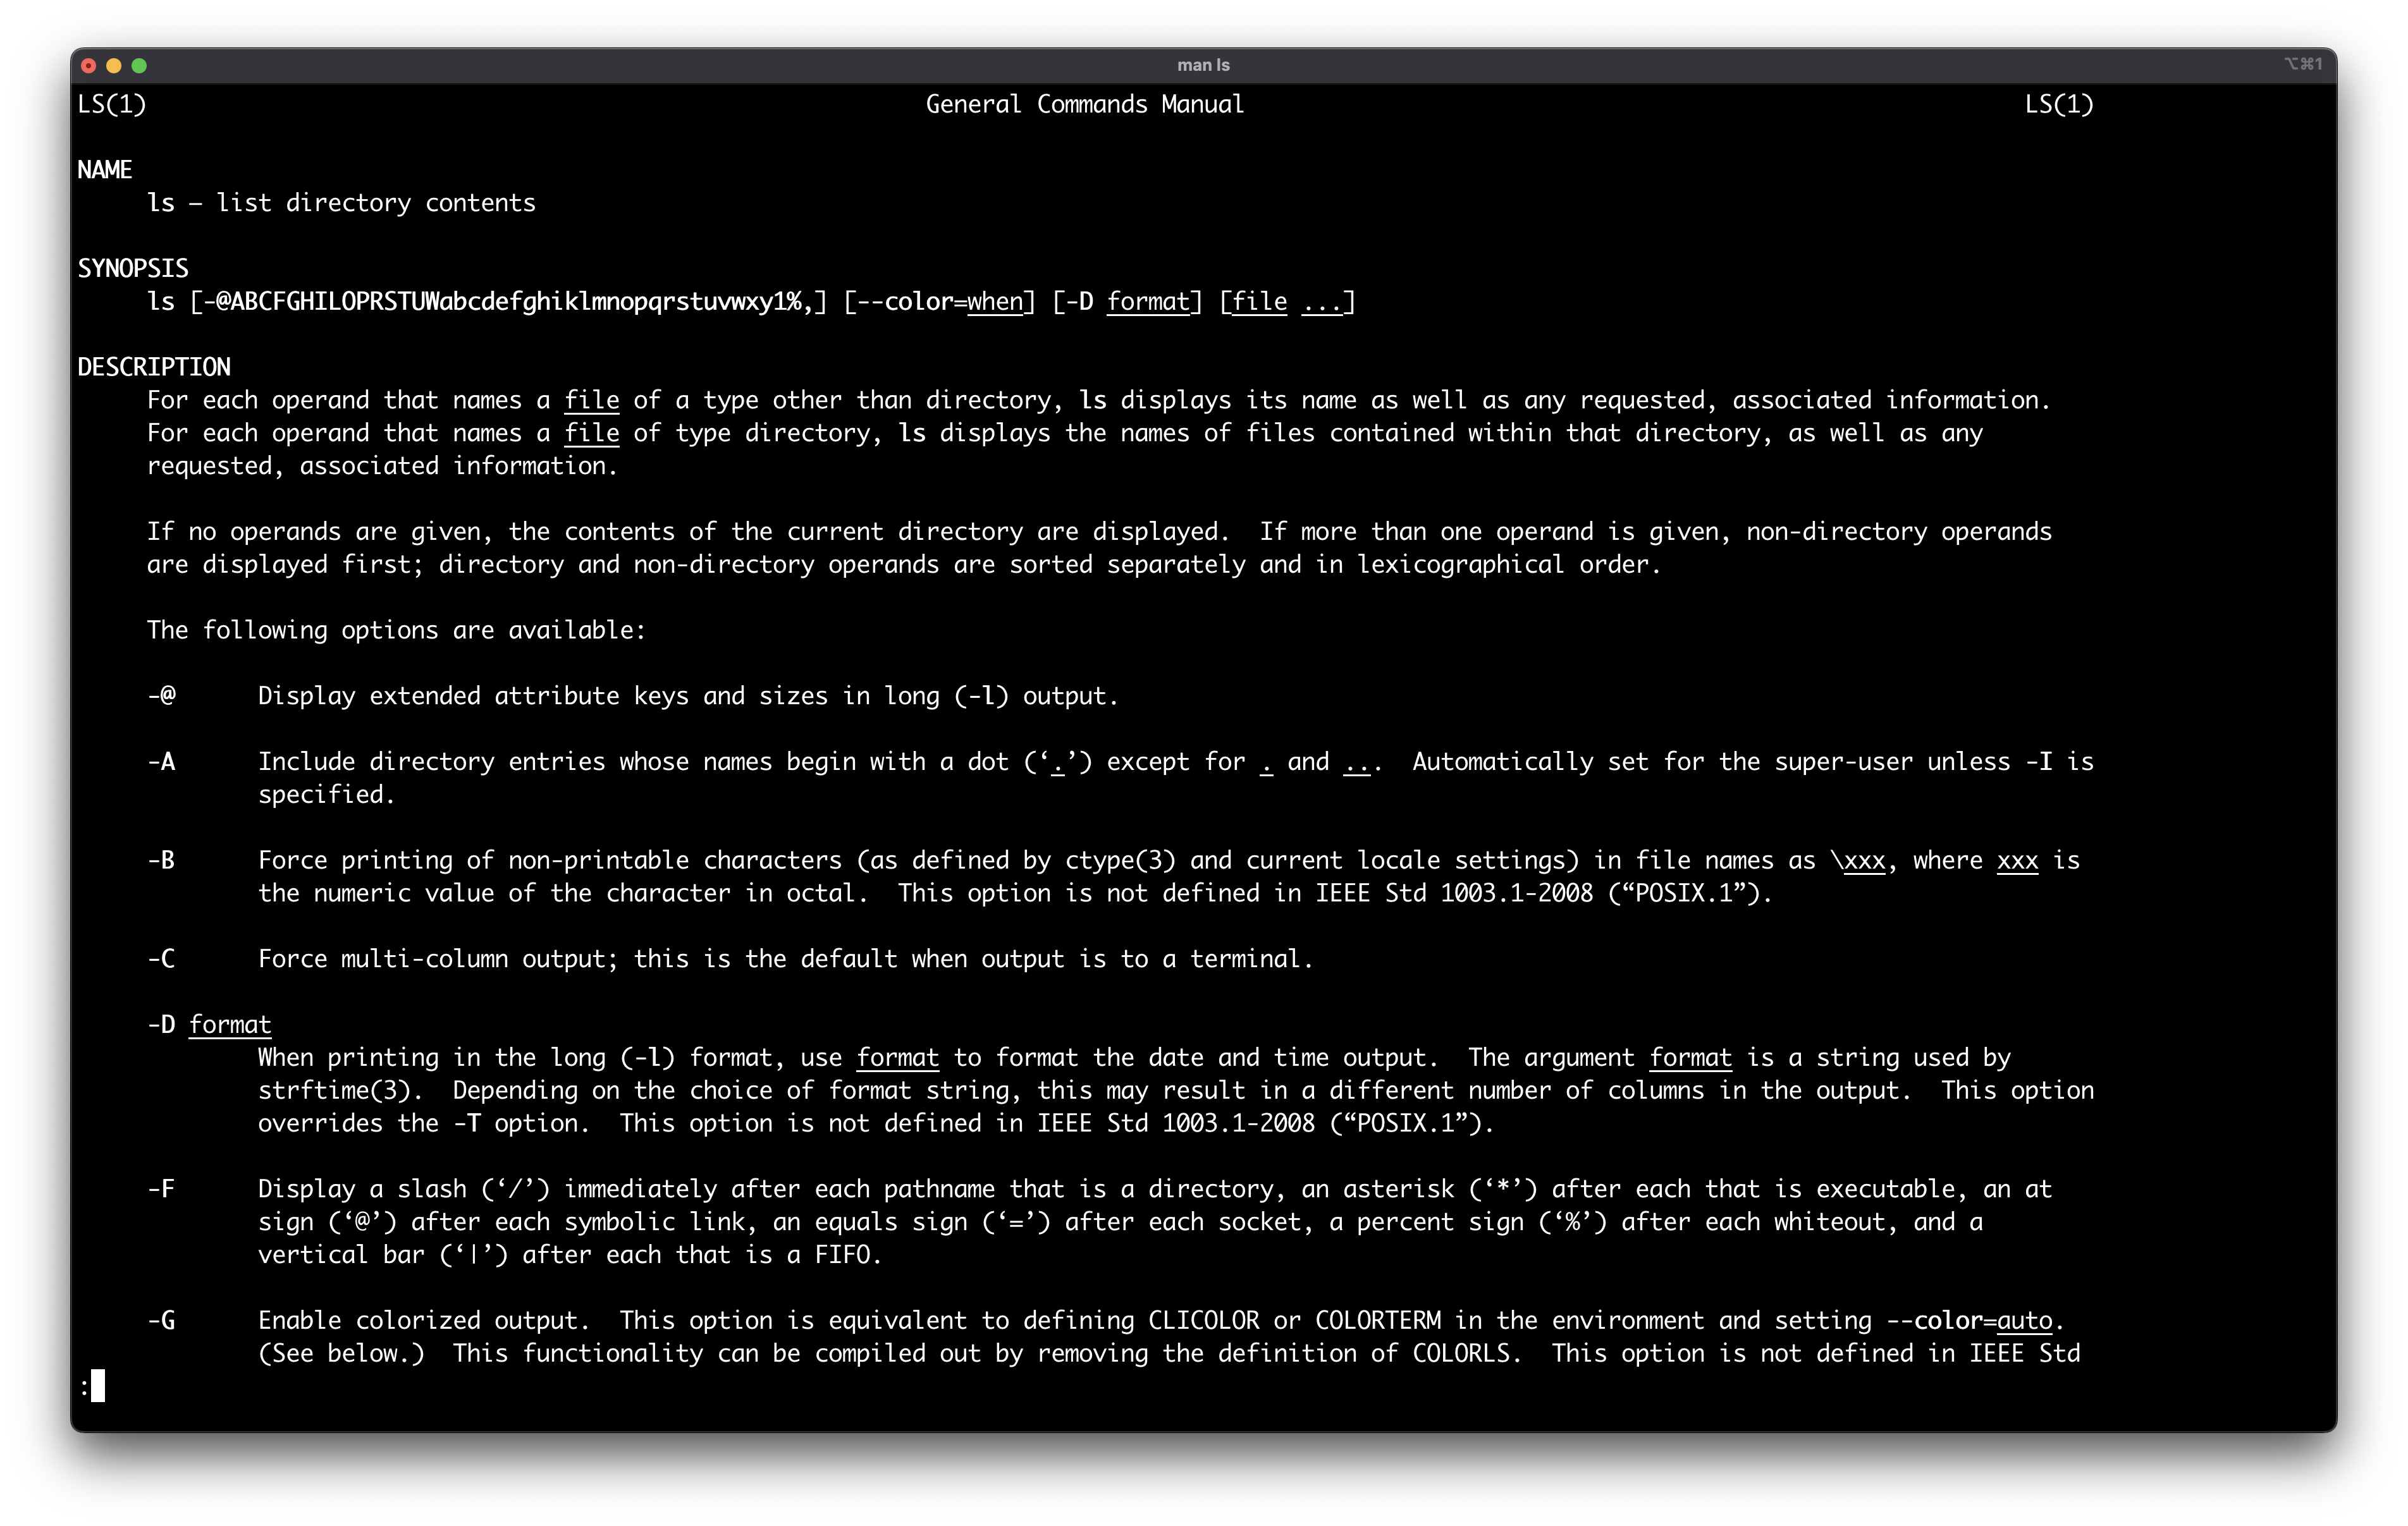 man ls
⌥⌘1
LS(1) General Commands Manual LS(1)
NAME
ls – list directory contents
SYNOPSIS
ls [-@ABCFGHILOPRSTUWabcdefghiklmnopqrstuvwxy1%,] [--color=when] [-D format] [file ...]
DESCRIPTION
For each operand that names a file of a type other than directory, ls displays its name as well as any requested, associated information.
For each operand that names a file of type directory, ls displays the names of files contained within that directory, as well as any
requested, associated information.
If no operands are given, the contents of the current directory are displayed.  If more than one operand is given, non-directory operands
are displayed first; directory and non-directory operands are sorted separately and in lexicographical order.
The following options are available:
-@ Display extended attribute keys and sizes in long (-l) output.
-A Include directory entries whose names begin with a dot (‘.’) except for . and ...  Automatically set for the super-user unless -I is
specified.
-B Force printing of non-printable characters (as defined by ctype(3) and current locale settings) in file names as \xxx, where xxx is
the numeric value of the character in octal.  This option is not defined in IEEE Std 1003.1-2008 (“POSIX.1”).
-C Force multi-column output; this is the default when output is to a terminal.
-D format
When printing in the long (-l) format, use format to format the date and time output.  The argument format is a string used by
strftime(3).  Depending on the choice of format string, this may result in a different number of columns in the output.  This option
overrides the -T option.  This option is not defined in IEEE Std 1003.1-2008 (“POSIX.1”).
-F Display a slash (‘/’) immediately after each pathname that is a directory, an asterisk (‘*’) after each that is executable, an at
sign (‘@’) after each symbolic link, an equals sign (‘=’) after each socket, a percent sign (‘%’) after each whiteout, and a
vertical bar (‘|’) after each that is a FIFO.
-G Enable colorized output.  This option is equivalent to defining CLICOLOR or COLORTERM in the environment and setting --color=auto.
(See below.)  This functionality can be compiled out by removing the definition of COLORLS.  This option is not defined in IEEE Std
: